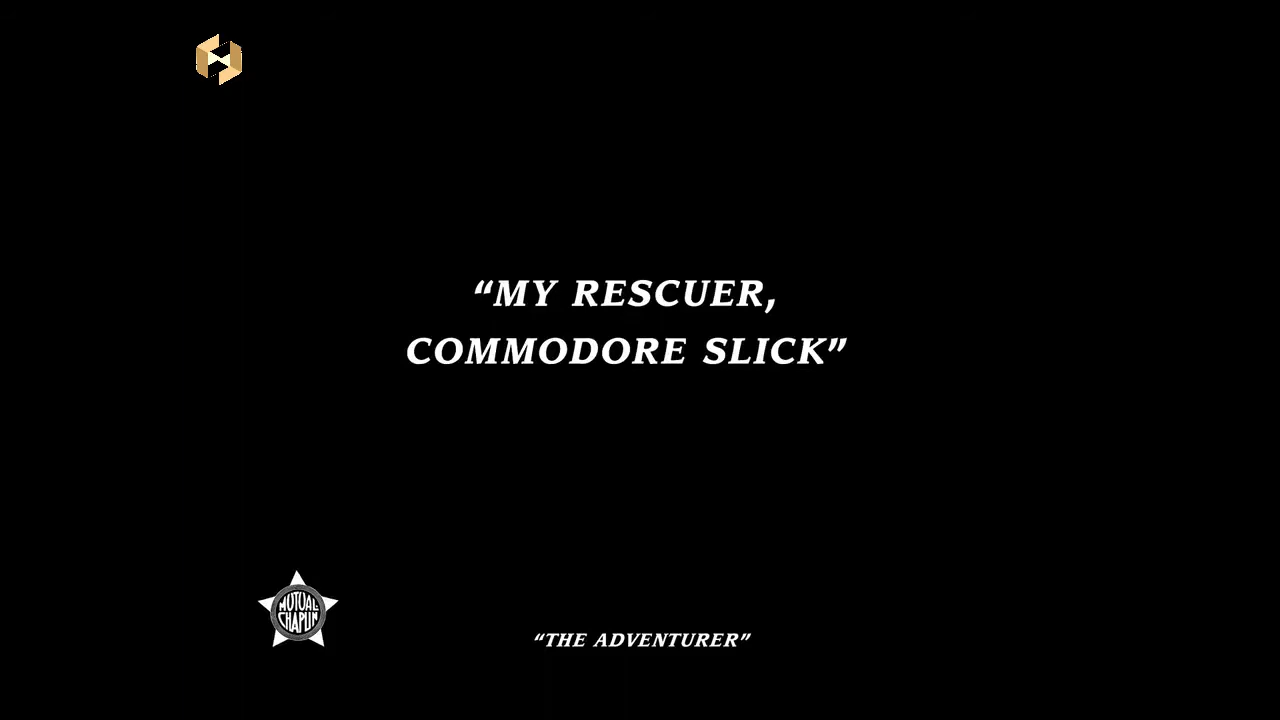 “MY RESCUER,
COMMODORE SLICK”
MUTUAL
CHAPLIN
“THE ADVENTURER”